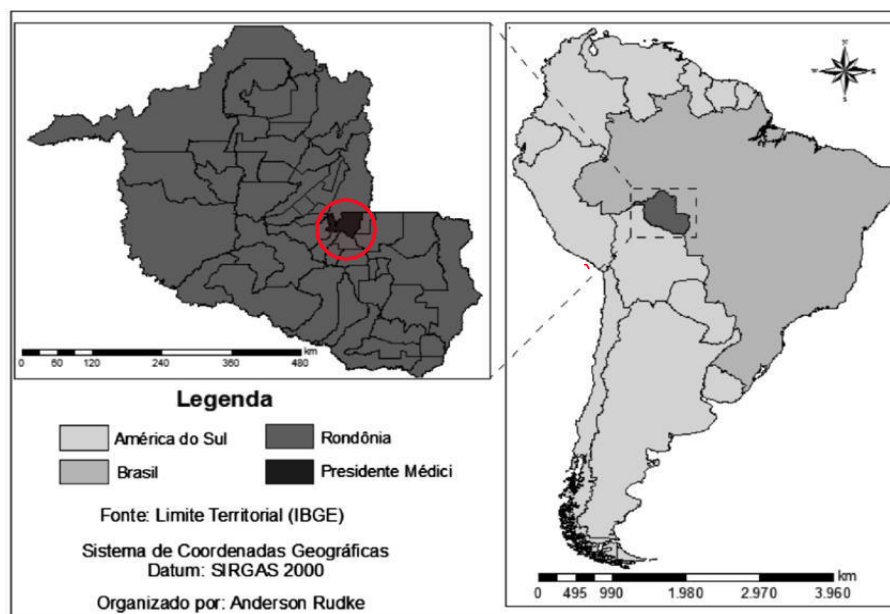 km
0 60 120 240 360 480
Legenda
América do Sul
Rondônia
Brasil
Presidente Médici
Fonte: Limite Territorial (IBGE)
Sistema de Coordenadas Geográficas
Datum: SIRGAS 2000
Organizado por: Anderson Rudke
km
0 495 990 1.980 2.970 3.960